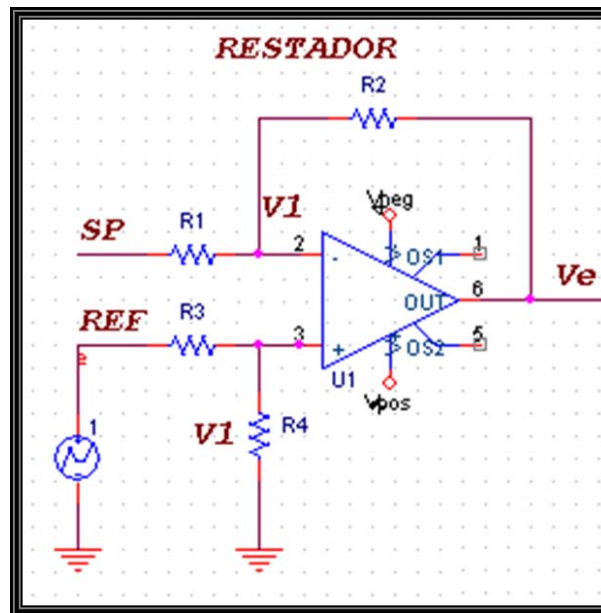 RESTADOR
R2
SP
R1
V1
2
-
Vneg
OS1
1
OUT
6
Ve
REF
R3
3
+
OS2
5
U1
Vpos
1
V1
R4